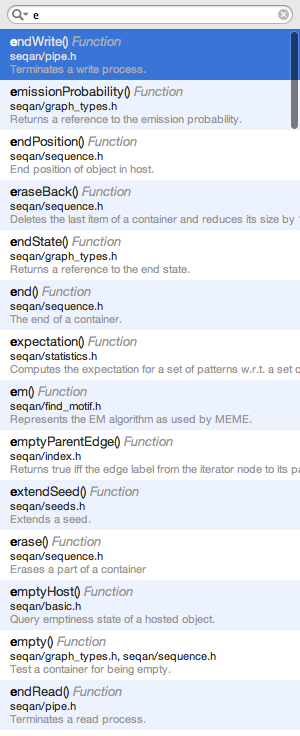 e
endWrite() Function
seqan/pipe.h
Terminates a write process.
emissionProbability() Function
seqan/graph_types.h
Returns a reference to the emission probability.
endPosition() Function
seqan/sequence.h
End position of object in host.
eraseBack() Function
seqan/sequence.h
Deletes the last item of a container and reduces its size by
endState() Function
seqan/graph_types.h
Returns a reference to the end state.
end() Function
seqan/sequence.h
The end of a container.
expectation() Function
seqan/statistics.h
Computes the expectation for a set of patterns w.r.t. a set
em() Function
seqan/find_motif.h
Represents the EM algorithm as used by MEME.
emptyParentEdge() Function
seqan/index.h
Returns true iff the edge label from the iterator node to its
extendSeed() Function
seqan/seeds.h
Extends a seed.
erase() Function
seqan/sequence.h
Erases a part of a container
emptyHost() Function
seqan/basic.h
Query emptiness state of a hosted object.
empty() Function
seqan/graph_types.h, seqan/sequence.h
Test a container for being empty.
endRead() Function
seqan/pipe.h
Terminates a read process.